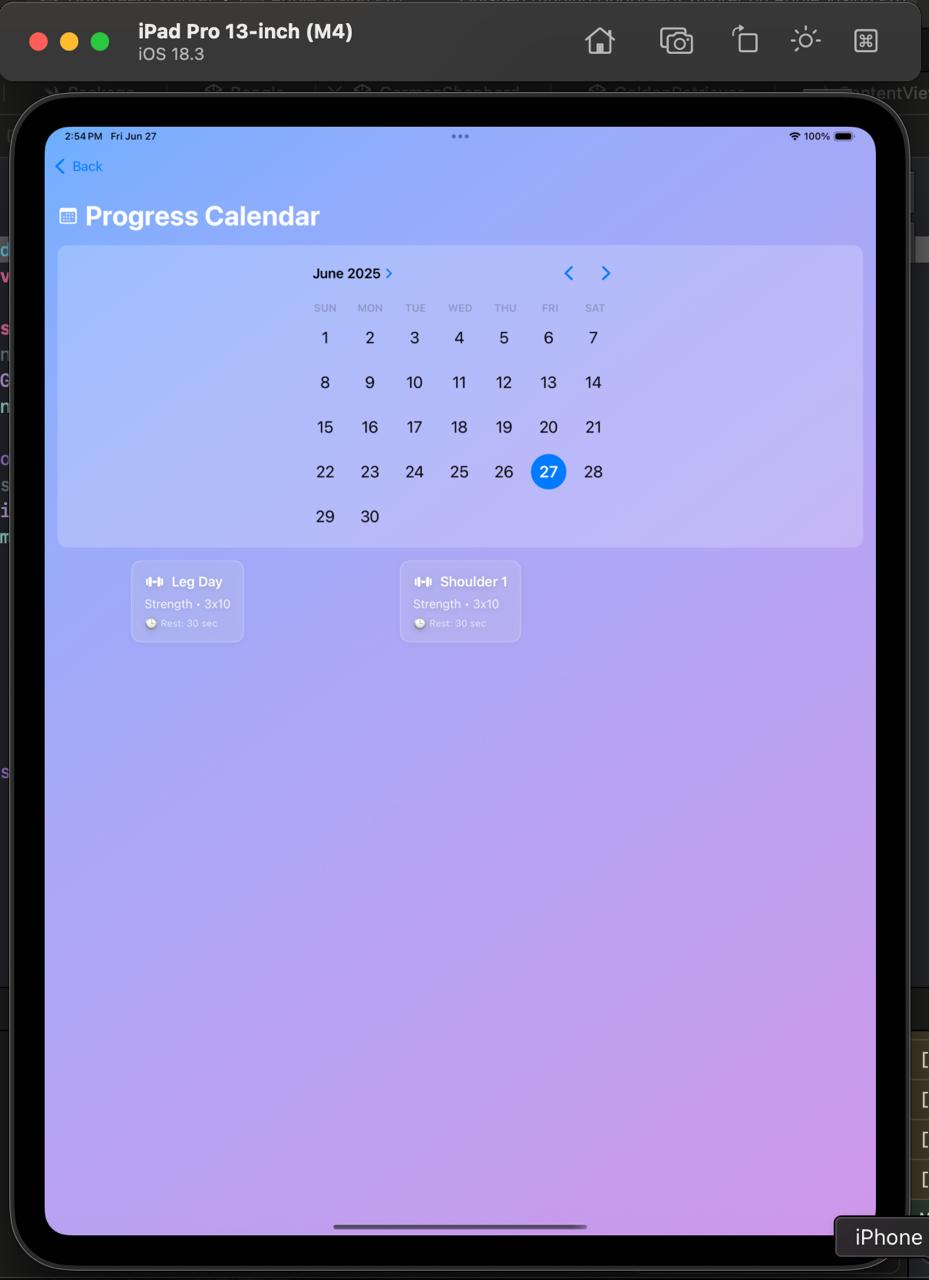 iPad Pro 13-inch (M4)
iOS 18.3
2:54 PM Fri Jun 27
100%
Back
Progress Calendar
June 2025
SUN MON TUE WED THU FRI SAT
1 2 3 4 5 6 7
8 9 10 11 12 13 14
15 16 17 18 19 20 21
22 23 24 25 26 27 28
29 30
Leg Day
Strength • 3x10
Rest: 30 sec
Shoulder 1
Strength • 3x10
Rest: 30 sec
iPhone